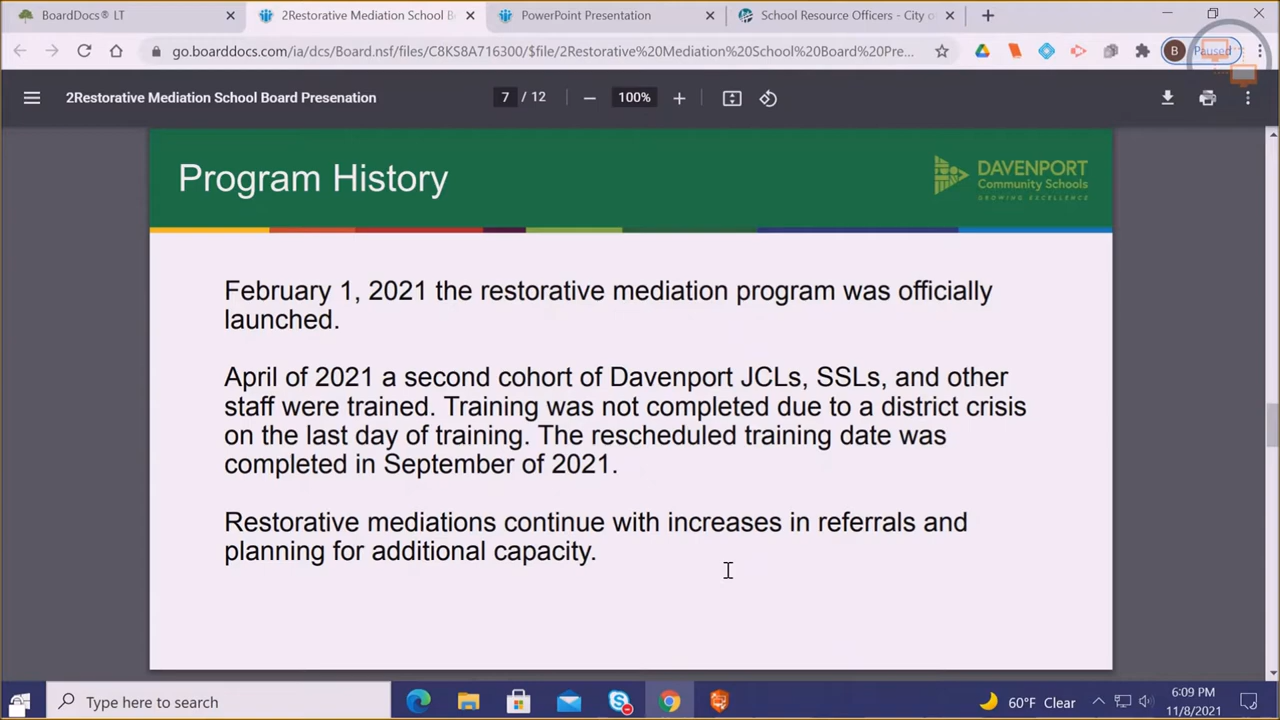 BoardDocs® LT
2Restorative Mediation School B
PowerPoint Presentation
School Resource Officers - City o
go.boarddocs.com/ia/dcs/Board.nsf/files/C8KS8A716307/$file/2Restorative%20Mediation%20School%20Board%20Pre...
B
Paused
2Restorative Mediation School Board Presenation
7 / 12
100%
Program History
DAVENPORT
Community Schools
GROWING EXCELLENCE
February 1, 2021 the restorative mediation program was officially
launched.
April of 2021 a second cohort of Davenport JCLs, SSLs, and other
staff were trained. Training was not completed due to a district crisis
on the last day of training. The rescheduled training date was
completed in September of 2021.
Restorative mediations continue with increases in referrals and
planning for additional capacity.
Type here to search
60°F Clear
6:09 PM
11/8/2021